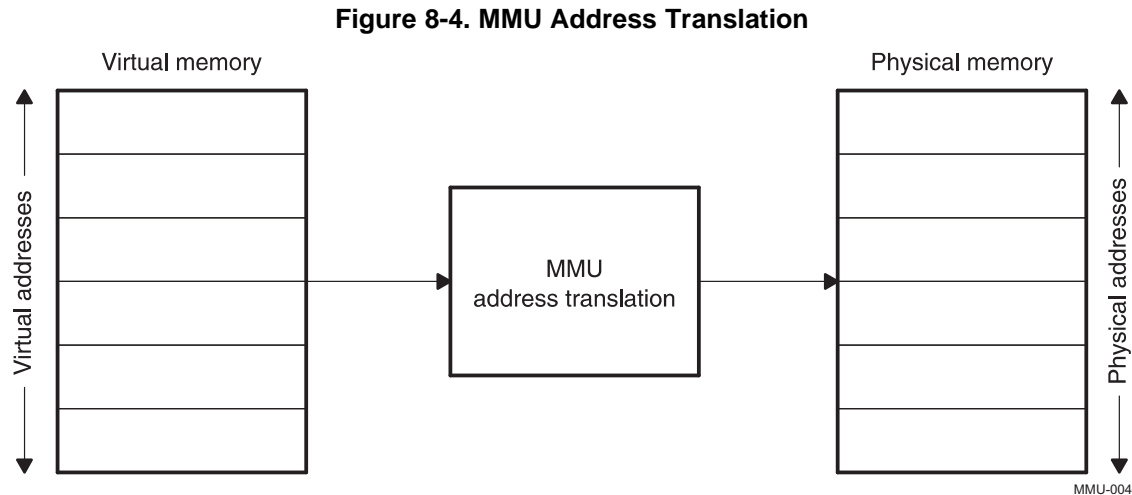 Figure 8-4. MMU Address Translation
Virtual memory
Physical memory
Virtual addresses
MMU
address translation
Physical addresses
MMU-004